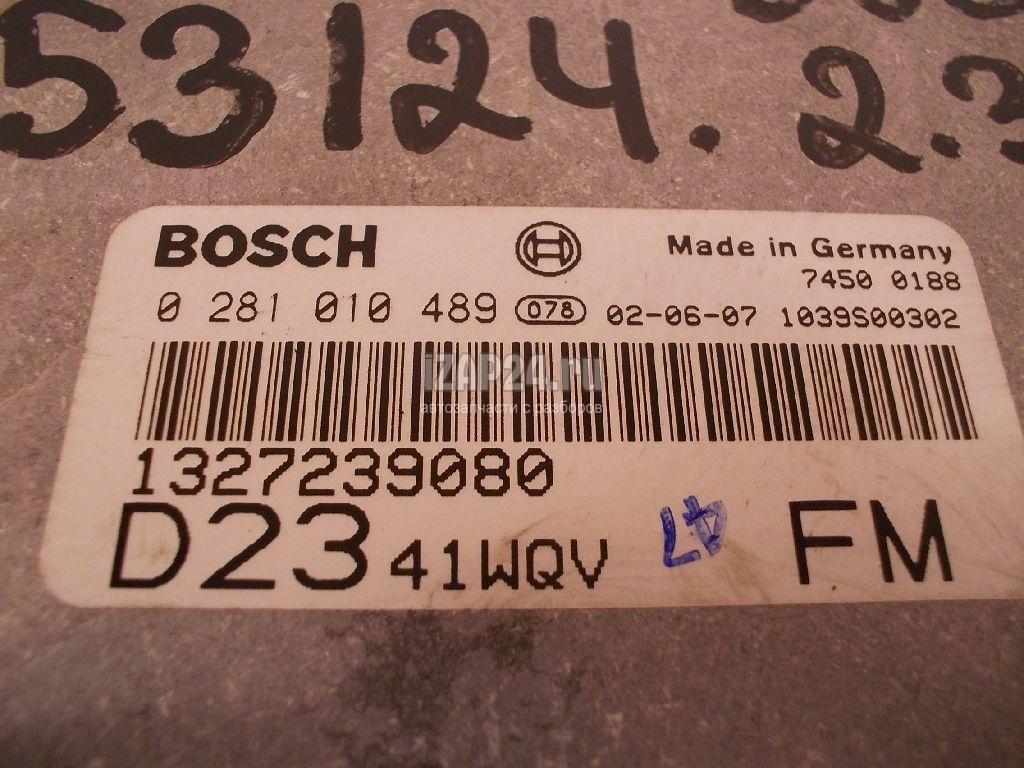 53124. 2.3
BOSCH
Made in Germany
7450 0188
0 281 010 489 078 02-06-07 1039S00302
iZAP24.ru
автозапчасти с разборов
1327239080
D23 41WQV FM